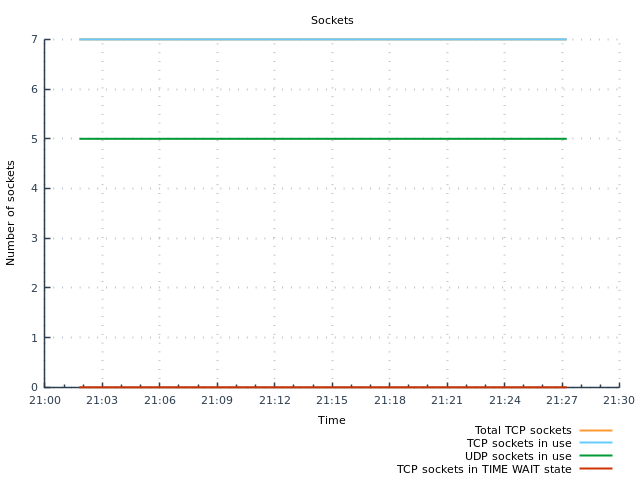 Sockets
7
6
5
4
3
2
1
0
Number of sockets
21:00 21:03 21:06 21:09 21:12 21:15 21:18 21:21 21:24 21:27 21:30
Time
Total TCP sockets
TCP sockets in use
UDP sockets in use
TCP sockets in TIME WAIT state